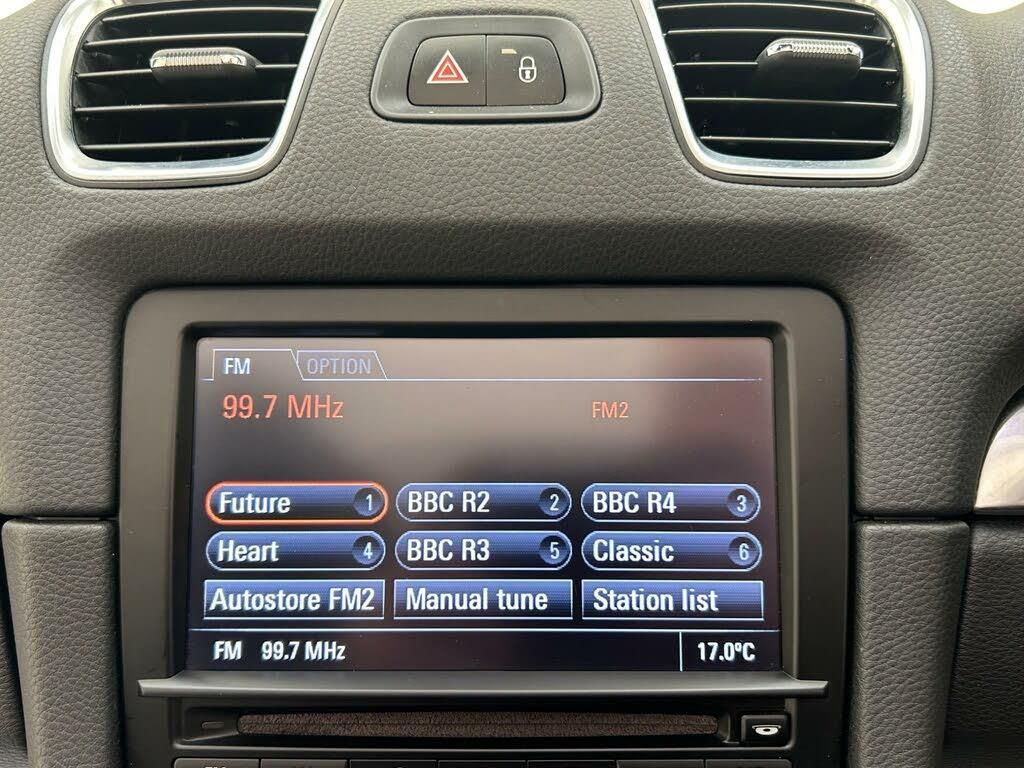 FM OPTION
99.7 MHz FM2
Future 1 BBC R2 2 BBC R4 3
Heart 4 BBC R3 5 Classic 6
Autostore FM2 Manual tune Station list
FM 99.7 MHz 17.0ºC